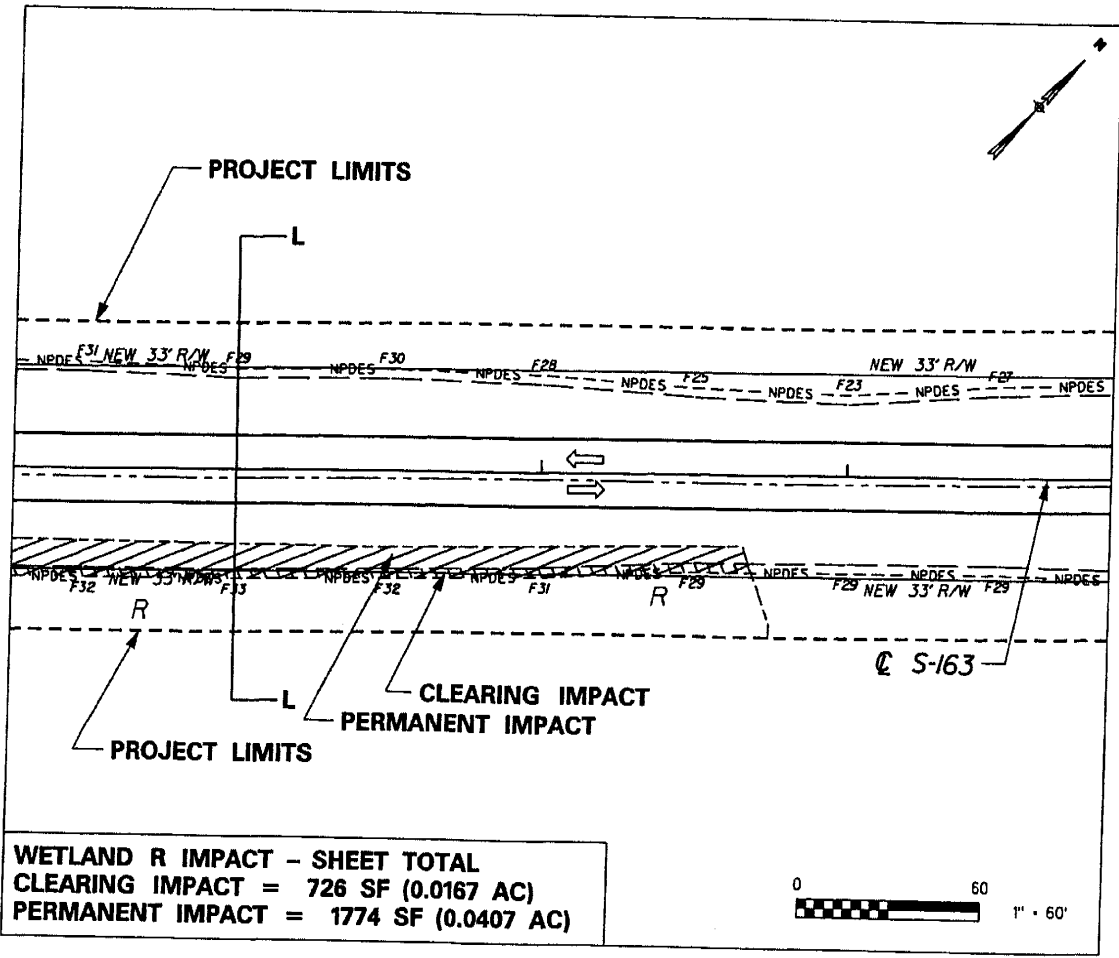 N
PROJECT LIMITS
L
NPDES F31 NEW 33' R/W NPDES F29 NPDES F30 NPDES F28 NPDES F25 NPDES F23 NEW 33' R/W NPDES F27 NPDES
NPDES F32 NEW 33' R/W NPDES F33 NPDES F32 NPDES F31 F29 NPDES F29 NEW 33' R/W NPDES F29 NPDES
R
R
℄ S-163
CLEARING IMPACT
L
PERMANENT IMPACT
PROJECT LIMITS
WETLAND R IMPACT - SHEET TOTAL
CLEARING IMPACT = 726 SF (0.0167 AC)
PERMANENT IMPACT = 1774 SF (0.0407 AC)
0 60
1" = 60'